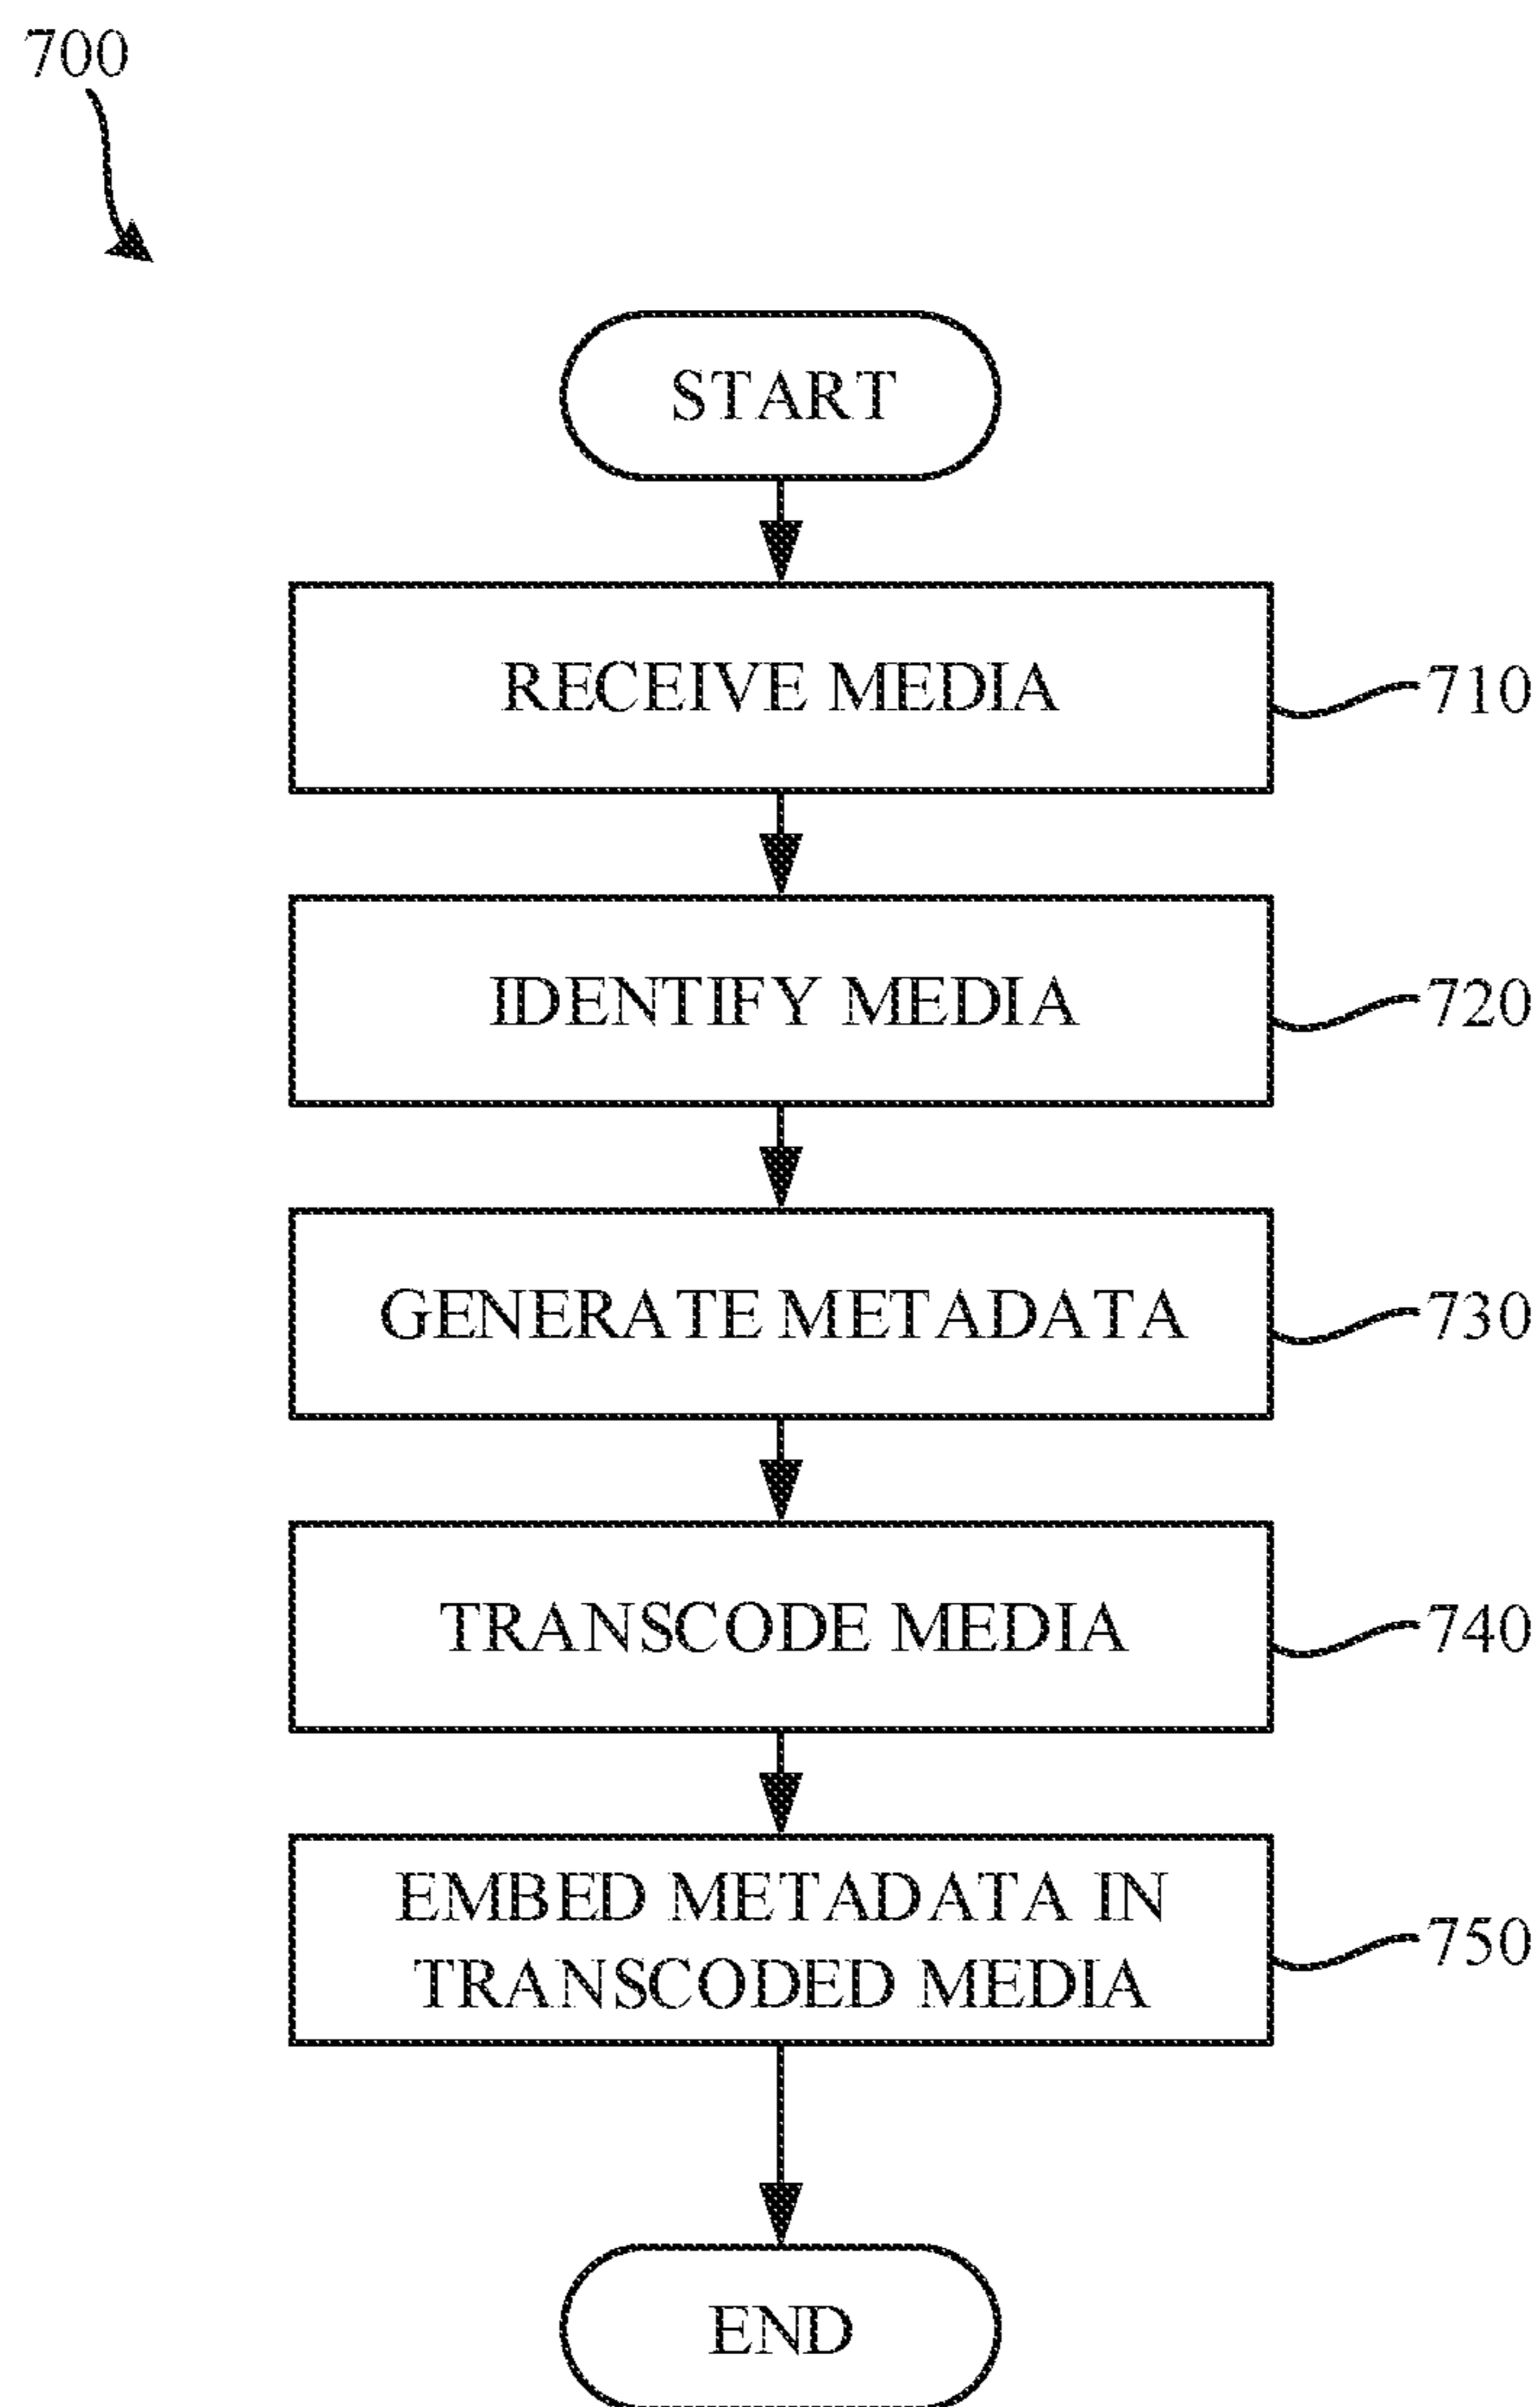 700
START
RECEIVE MEDIA
710
IDENTIFY MEDIA
720
GENERATE METADATA
730
TRANSCODE MEDIA
740
EMBED METADATA IN
TRANSCODED MEDIA
750
END